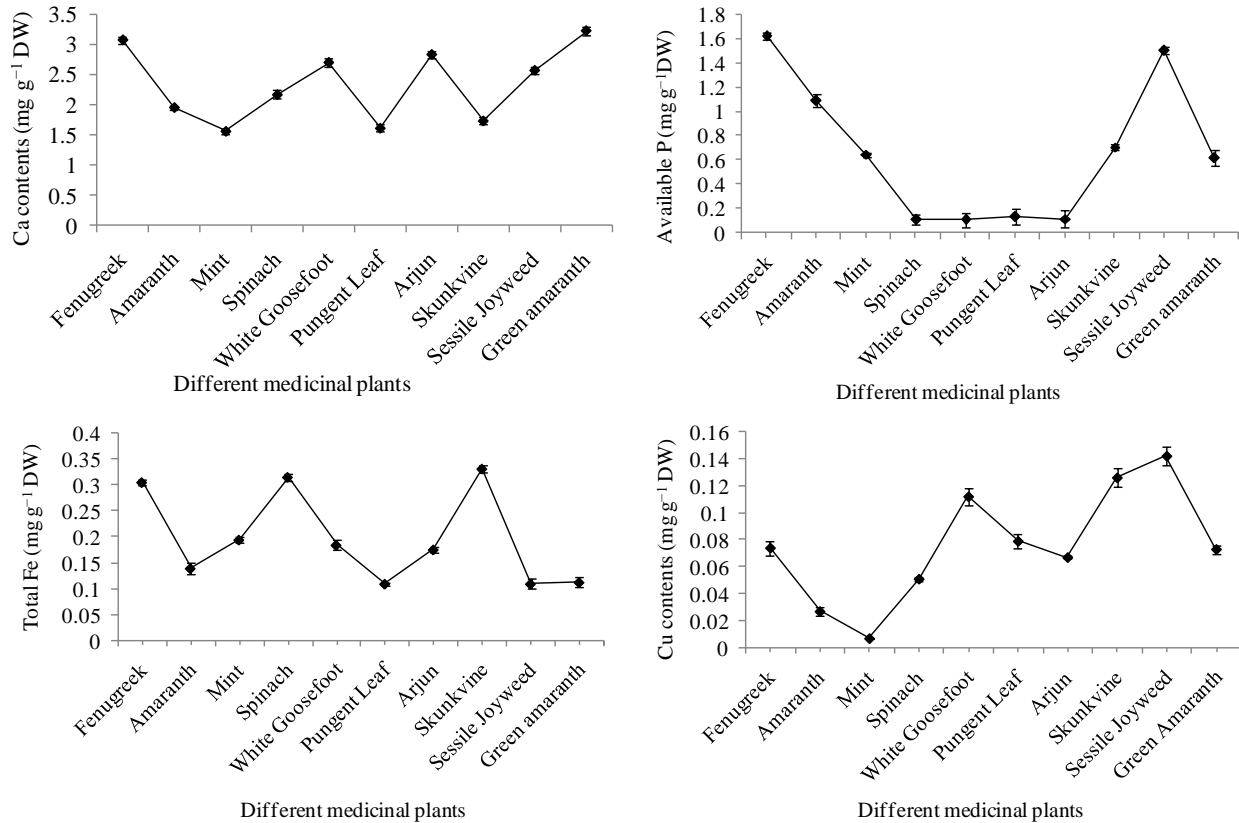 Ca contents (mg g⁻¹ DW)
3.5
3
2.5
2
1.5
1
0.5
0
Fenugreek
Amaranth
Mint
Spinach
White Goosefoot
Pungent Leaf
Arjun
Skunkvine
Sessile Joyweed
Green amaranth
Different medicinal plants
Available P (mg g⁻¹DW)
1.8
1.6
1.4
1.2
1
0.8
0.6
0.4
0.2
0
Fenugreek
Amaranth
Mint
Spinach
White Goosefoot
Pungent Leaf
Arjun
Skunkvine
Sessile Joyweed
Green amaranth
Different medicinal plants
Total Fe (mg g⁻¹ DW)
0.4
0.35
0.3
0.2
0.15
0.1
0.05
0
Fenugreek
Amaranth
Mint
Spinach
White Goosefoot
Pungent Leaf
Arjun
Skunkvine
Sessile Joyweed
Green amaranth
Different medicinal plants
Cu contents (mg g⁻¹ DW)
0.16
0.14
0.12
0.1
0.08
0.06
0.04
0.02
0
Fenugreek
Amaranth
Mint
Spinach
White Goosefoot
Pungent Leaf
Arjun
Skunkvine
Sessile Joyweed
Green Amaranth
Different medicinal plants